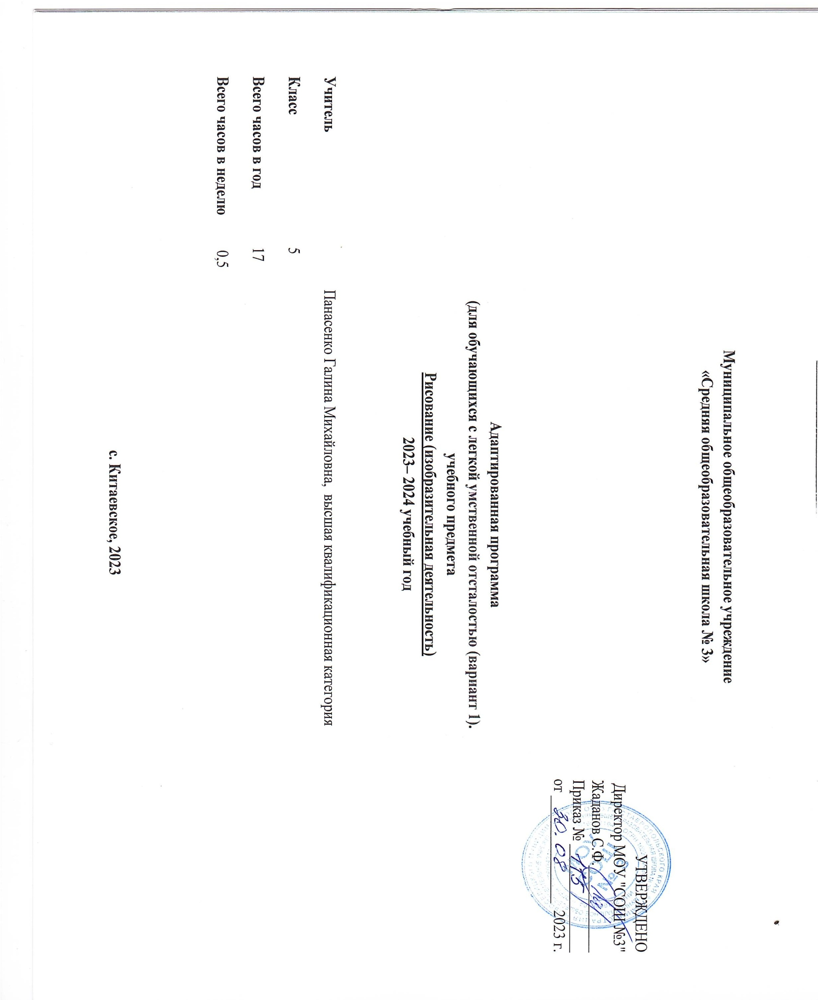 Муниципальное общеобразовательное учреждение
«Средняя общеобразовательная школа № 3»
УТВЕРЖДЕНО
Директор МОУ "СОШ №3"
Жаданов С.Ф.
Приказ №
от 30.08 2023 г.
Адаптированная программа
(для обучающихся с легкой умственной отсталостью (вариант 1).
учебного предмета
Рисование (изобразительная деятельность)
2023– 2024 учебный год
Учитель Панасенко Галина Михайловна, высшая квалификационная категория
Класс 5
Всего часов в год 17
Всего часов в неделю 0,5
с. Китаевское, 2023